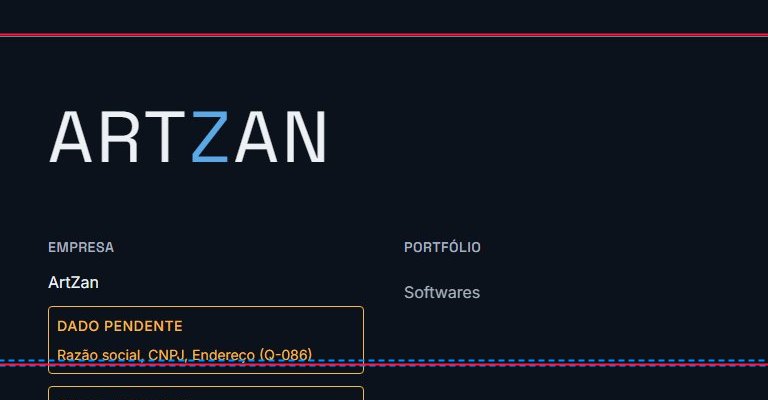 ARTZAN
EMPRESA
ArtZan
DADO PENDENTE
Razão social, CNPJ, Endereço (Q-086)
PORTFÓLIO
Softwares